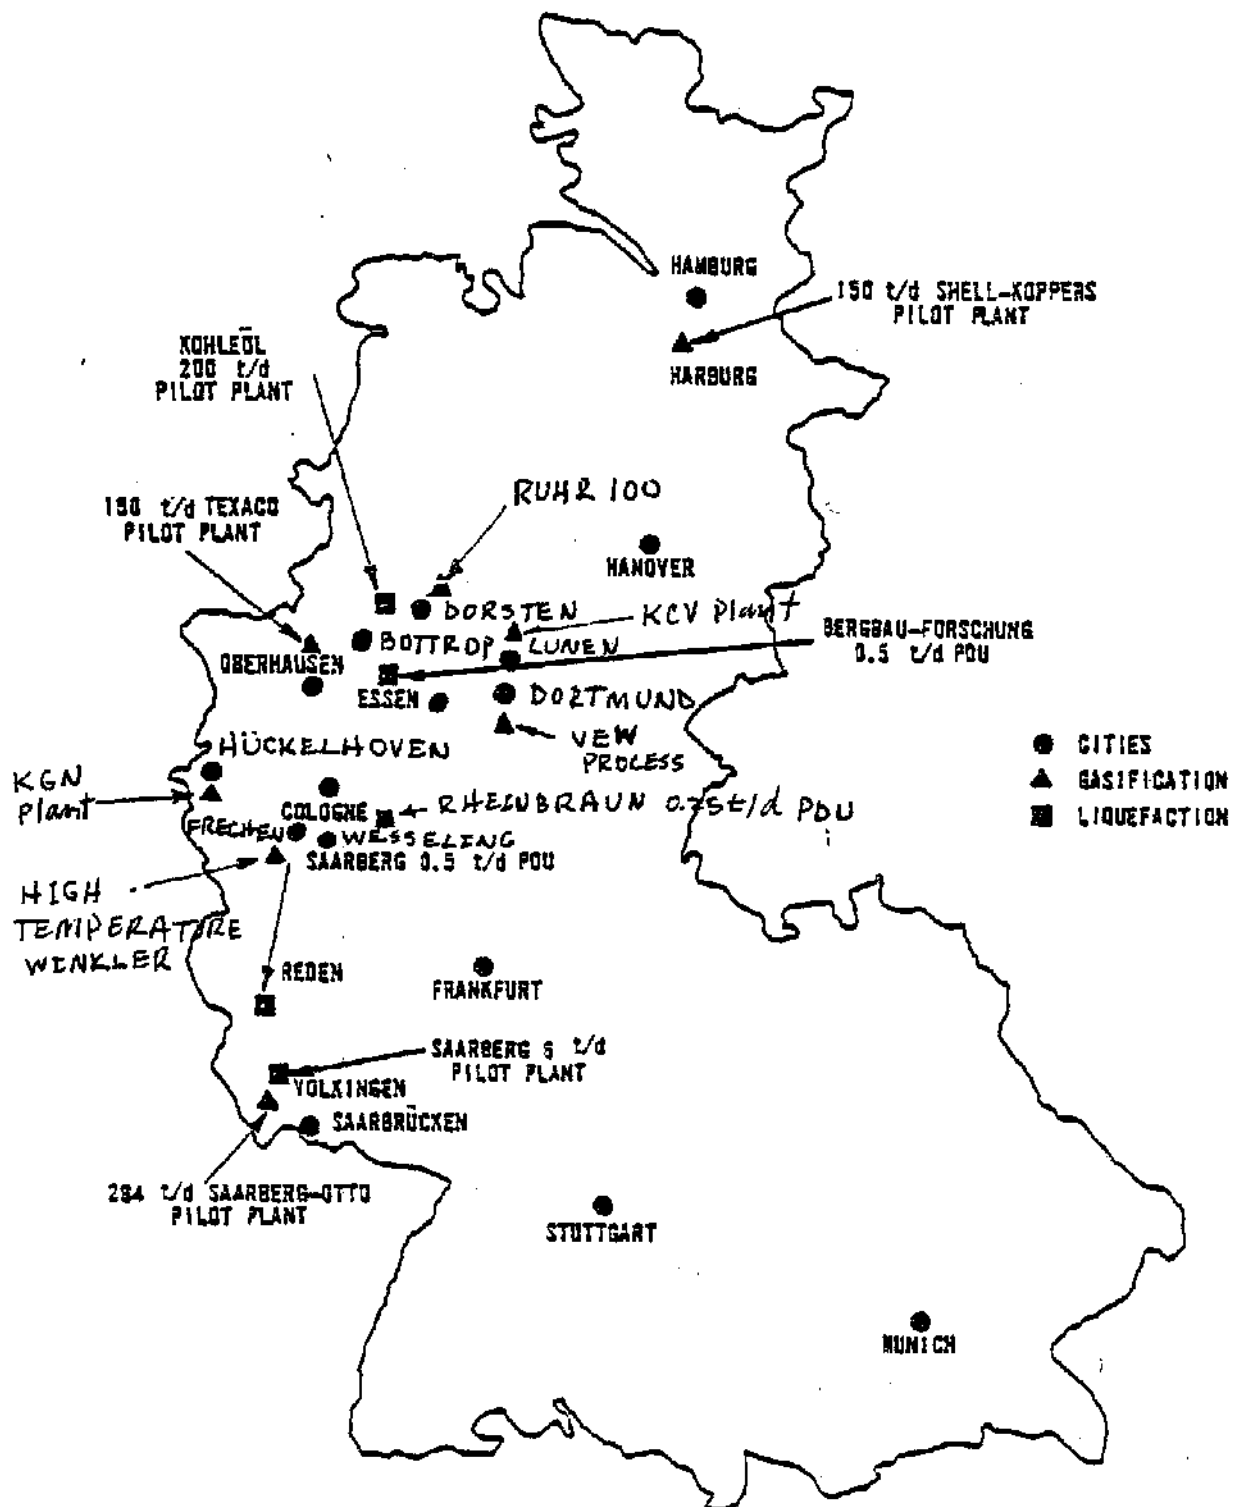 HAMBURG
150 t/d SHELL-KOPPERS
PILOT PLANT
HARBURG
KOHLEÖL
200 t/d
PILOT PLANT
RUHR 100
150 t/d TEXACO
PILOT PLANT
HANOVER
DORSTEN
KCV Plant
BOTTROP
LUNEN
BERGBAU-FORSCHUNG
0.5 t/d PDU
OBERHAUSEN
ESSEN
DORTMUND
VEW
PROCESS
HÜCKELHOVEN
KGN
Plant
COLOGNE
RHEINBRAUN 0.25t/d PDU
FRECHEN
WESSELING
SAARBERG 0.5 t/d PDU
HIGH
TEMPERATURE
WINKLER
CITIES
GASIFICATION
LIQUEFACTION
REDEN
FRANKFURT
SAARBERG 6 t/d
PILOT PLANT
VOLKINGEN
SAARBRÜCKEN
264 t/d SAARBERG-OTTO
PILOT PLANT
STUTTGART
MUNICH